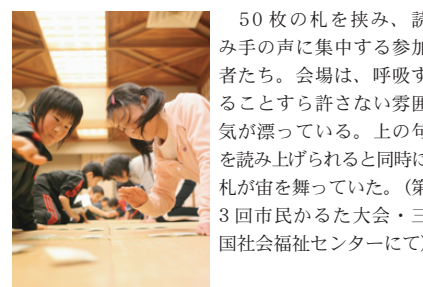 50枚の札を挟み、読
み手の声に集中する参加
者たち。会場は、呼吸す
ることすら許さない雰囲
気が漂っている。上の句
を読み上げられると同時に
札が宙を舞っていた。（第
3回市民かるた大会・三
国社会福祉センターにて）